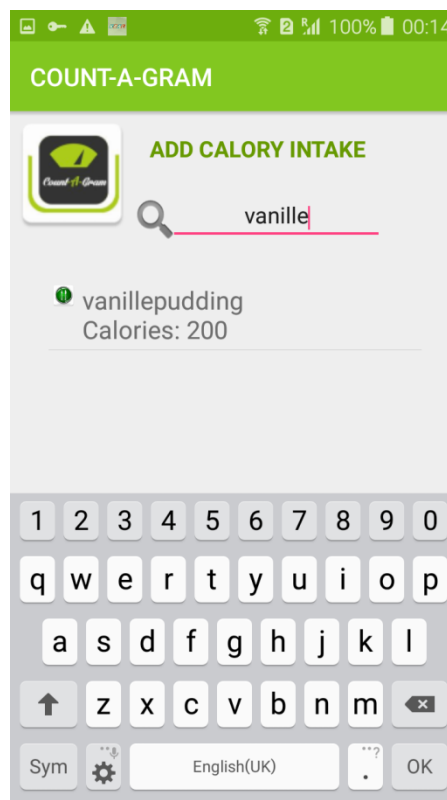 2 R 100% 00:14
COUNT-A-GRAM
Count-A-Gram
ADD CALORY INTAKE
vanille
vanillepudding
Calories: 200
1 2 3 4 5 6 7 8 9 0
q w e r t y u i o p
a s d f g h j k l
z x c v b n m
Sym English(UK) . OK